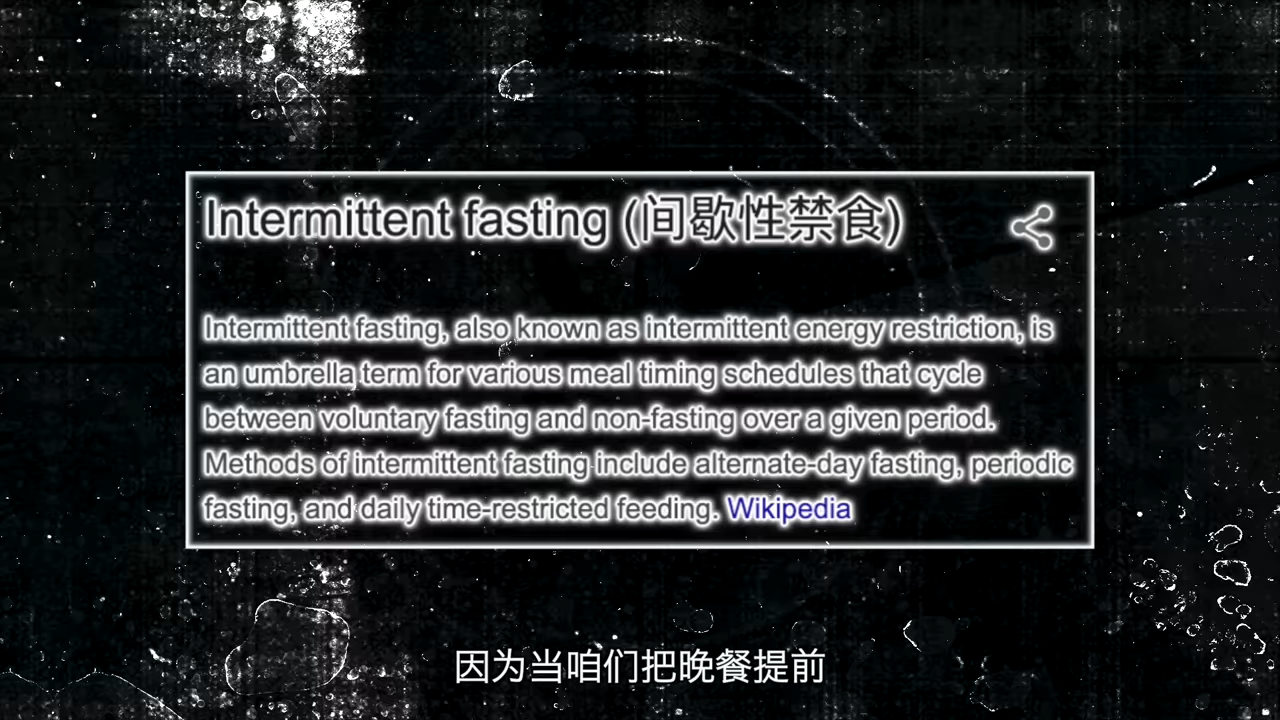 Intermittent fasting (间歇性禁食)
Intermittent fasting, also known as intermittent energy restriction, is
an umbrella term for various meal timing schedules that cycle
between voluntary fasting and non-fasting over a given period.
Methods of intermittent fasting include alternate-day fasting, periodic
fasting, and daily time-restricted feeding. Wikipedia
因为当咱们把晚餐提前